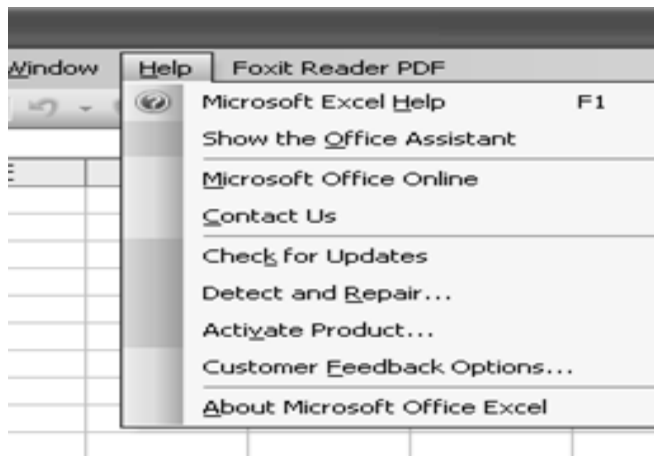 Window Help Foxit Reader PDF
Microsoft Excel Help F1
Show the Office Assistant
E
Microsoft Office Online
Contact Us
Check for Updates
Detect and Repair...
Activate Product...
Customer Feedback Options...
About Microsoft Office Excel